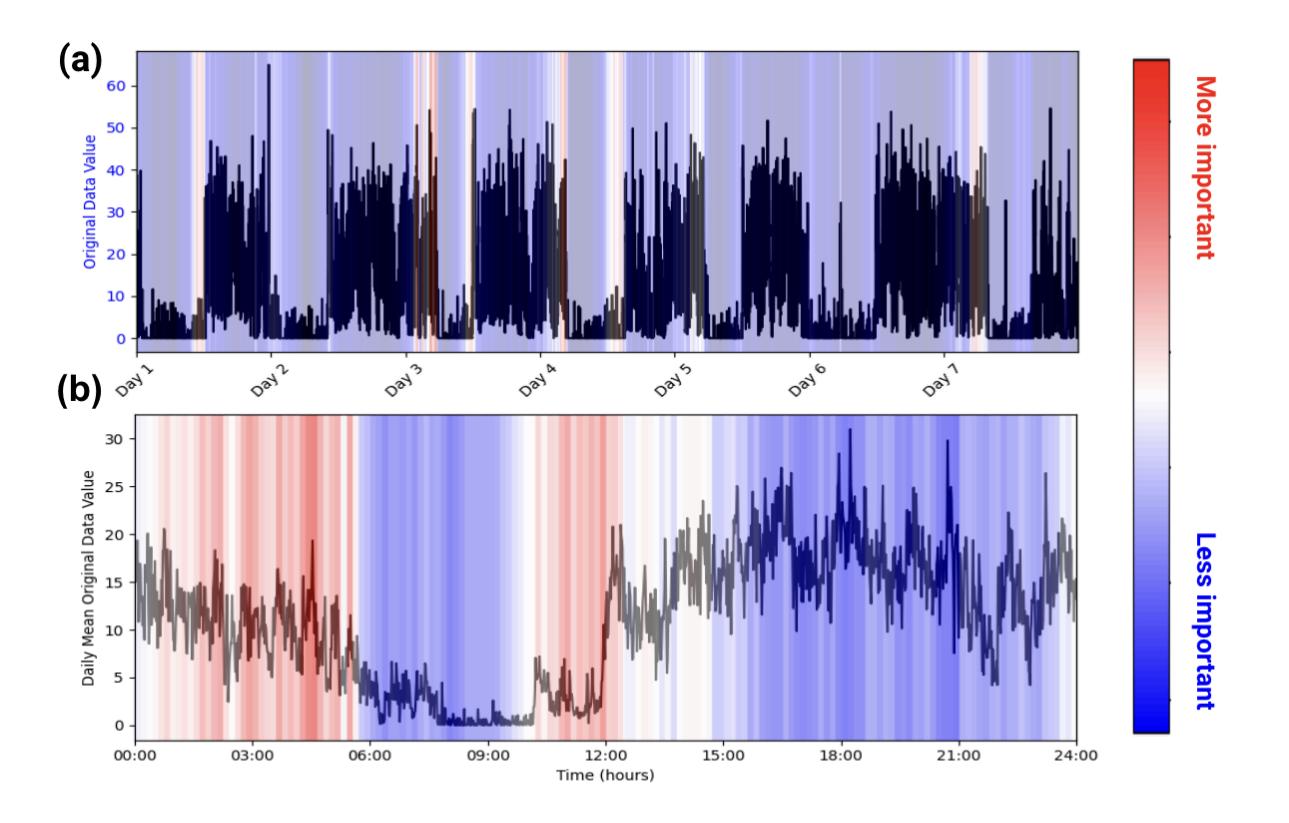 (a)
Original Data Value
60
50
40
30
20
10
0
Day 1
Day 2
Day 3
Day 4
Day 5
Day 6
Day 7
(b)
Daily Mean Original Data Value
30
25
20
15
10
5
0
00:00
03:00
06:00
09:00
12:00
15:00
18:00
21:00
24:00
Time (hours)
More important
Less important